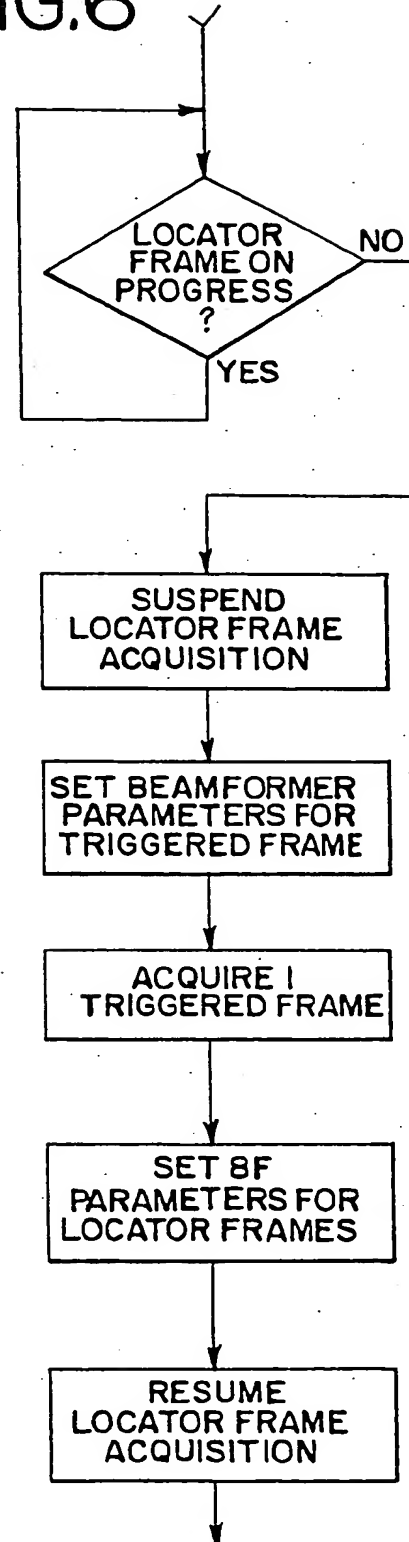 FIG.6
LOCATOR
FRAME ON
PROGRESS
?
NO
YES
SUSPEND
LOCATOR FRAME
ACQUISITION
SET BEAMFORMER
PARAMETERS FOR
TRIGGERED FRAME
ACQUIRE 1
TRIGGERED FRAME
SET BF
PARAMETERS FOR
LOCATOR FRAMES
RESUME
LOCATOR FRAME
ACQUISITION